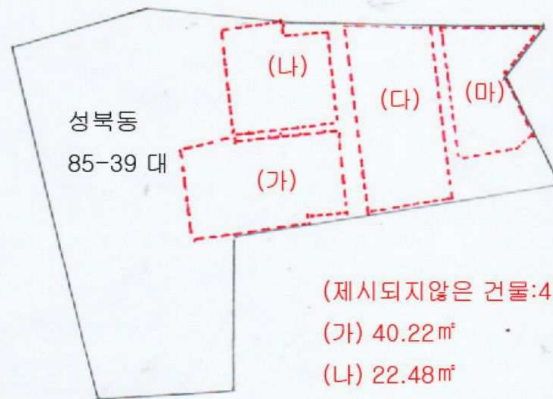 (나)
(다)
(마)
성북동
85-39 대
(가)
(제시되지않은 건물:4
(가) 40.22㎡
(나) 22.48㎡